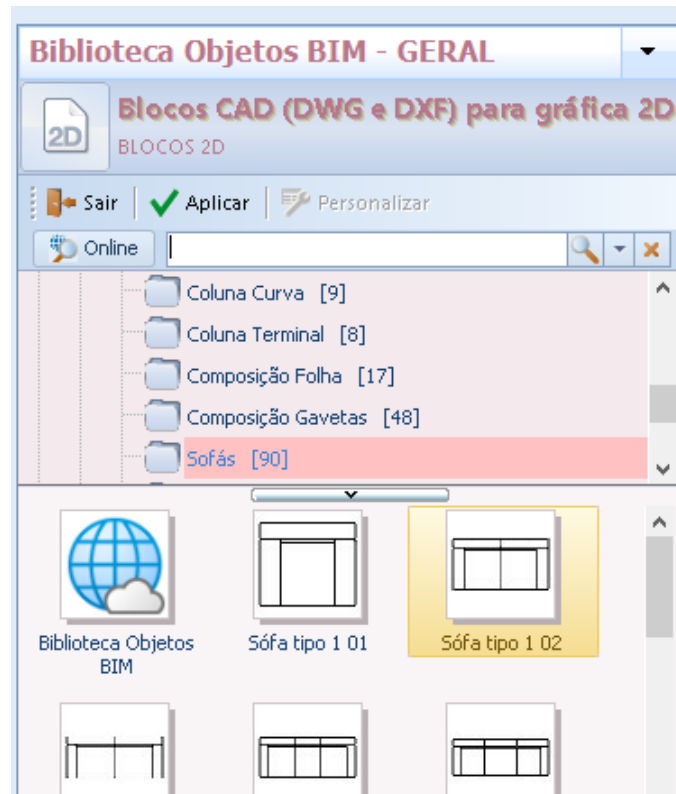 Biblioteca Objetos BIM - GERAL
2D
Blocos CAD (DWG e DXF) para gráfica 2D
BLOCOS 2D
Sair Aplicar Personalizar
Online
Coluna Curva [9]
Coluna Terminal [8]
Composição Folha [17]
Composição Gavetas [48]
Sofás [90]
Biblioteca Objetos BIM
Sófa tipo 1 01
Sófa tipo 1 02